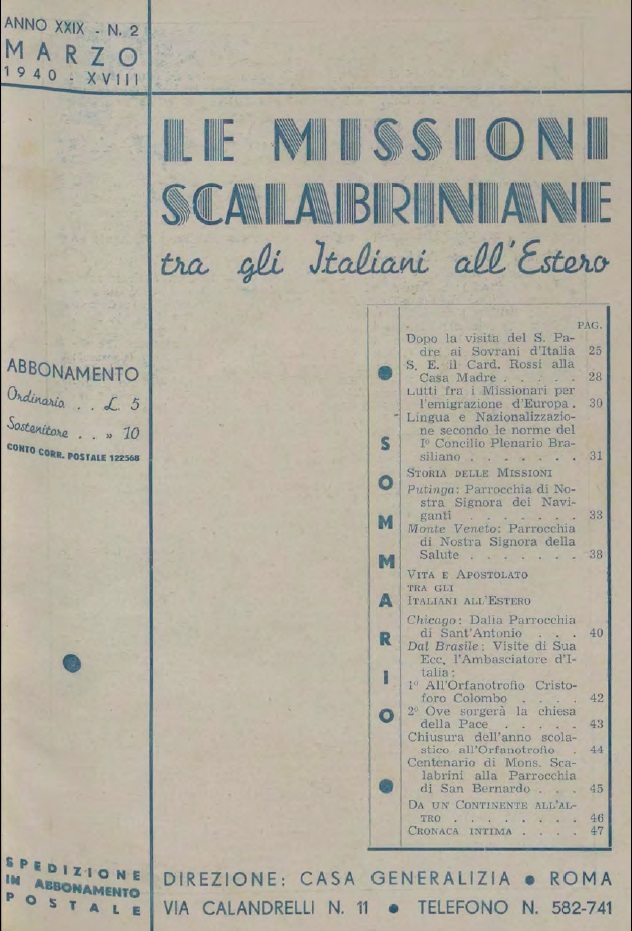 ANNO XXIX - N. 2
MARZO
1940 - XVIII
LE MISSIONI
SCALABRINIANE
tra gli Italiani all'Estero
ABBONAMENTO
Ordinario . . £. 5
Sostenitore . . » 10
CONTO CORR. POSTALE 122568
SOMMARIO
PAG.
Dopo la visita del S. Pa-
dre ai Sovrani d'Italia 25
S. E. il Card. Rossi alla
Casa Madre . . . . . 28
Lutti fra i Missionari per
l'emigrazione d'Europa . 30
Lingua e Nazionalizzazio-
ne secondo le norme del
I° Concilio Plenario Bra-
siliano . . . . . . . 31
STORIA DELLE MISSIONI
Putinga: Parrocchia di No-
stra Signora dei Navi-
ganti . . . . . . . 33
Monte Veneto: Parrocchia
di Nostra Signora della
Salute . . . . . . . 38
VITA E APOSTOLATO
TRA GLI
ITALIANI ALL'ESTERO
Chicago: Dalla Parrocchia
di Sant'Antonio . . . 40
Dal Brasile: Visite di Sua
Ecc. l'Ambasciatore d'I-
talia:
1° All'Orfanotrofio Cristo-
foro Colombo . . . . 42
2° Ove sorgerà la chiesa
della Pace . . . . . 43
Chiusura dell'anno scola-
stico all'Orfanotrofio . 44
Centenario di Mons. Sca-
labrini alla Parrocchia
di San Bernardo . . . 45
DA UN CONTINENTE ALL'AL-
TRO . . . . . . . . 46
CRONACA INTIMA . . . . 47
SPEDIZIONE
IN ABBONAMENTO
POSTALE
DIREZIONE: CASA GENERALIZIA ● ROMA
VIA CALANDRELLI N. 11 ● TELEFONO N. 582-741